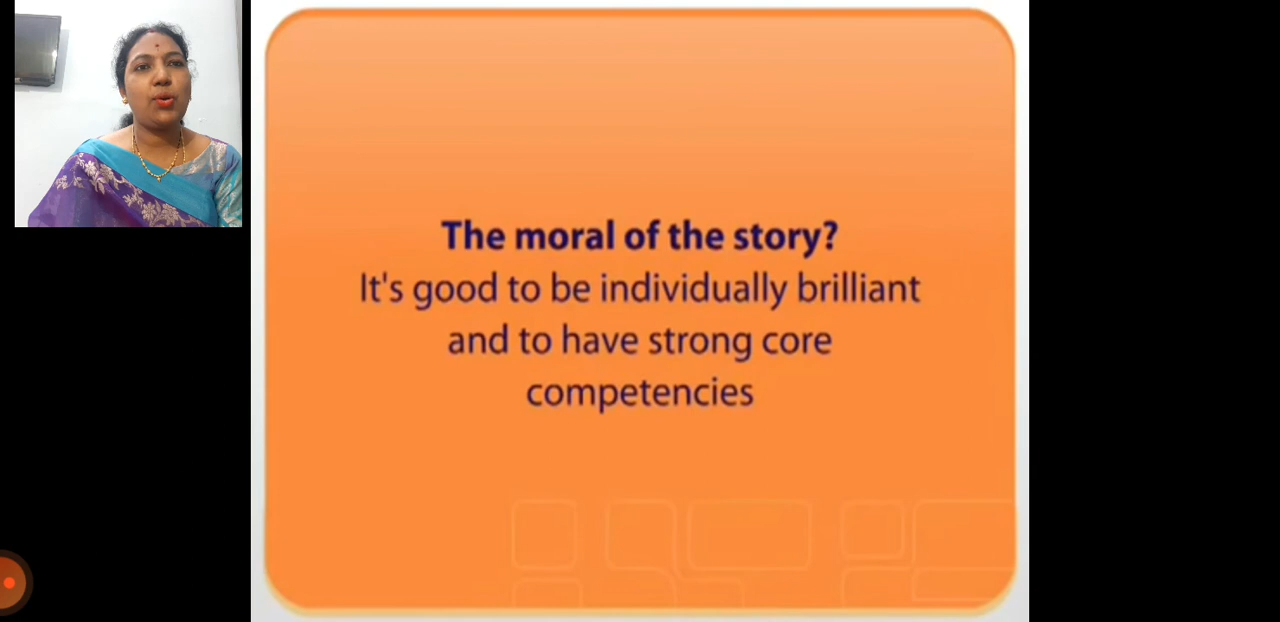 The moral of the story?
It's good to be individually brilliant
and to have strong core
competencies